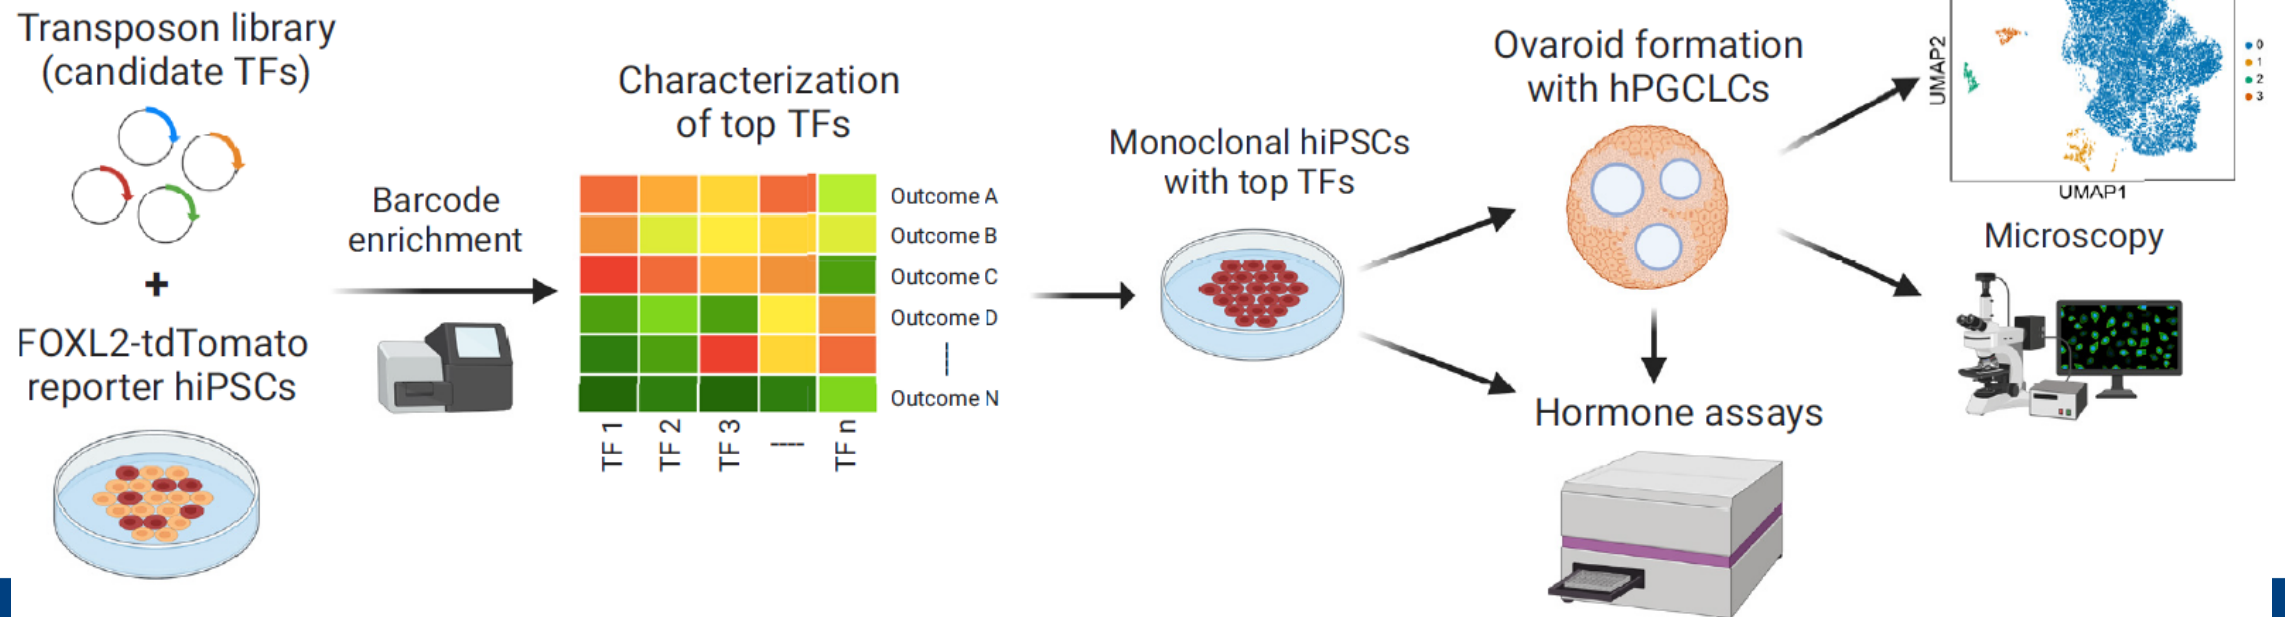 Transposon library
(candidate TFs)
+
FOXL2-tdTomato
reporter hiPSCs
Barcode
enrichment
Characterization
of top TFs
Outcome A
Outcome B
Outcome C
Outcome D
Outcome N
TF 1
TF 2
TF 3
----
TF n
Monoclonal hiPSCs
with top TFs
Ovaroid formation
with hPGCLCs
Hormone assays
UMAP2
UMAP1
0
1
2
3
Microscopy